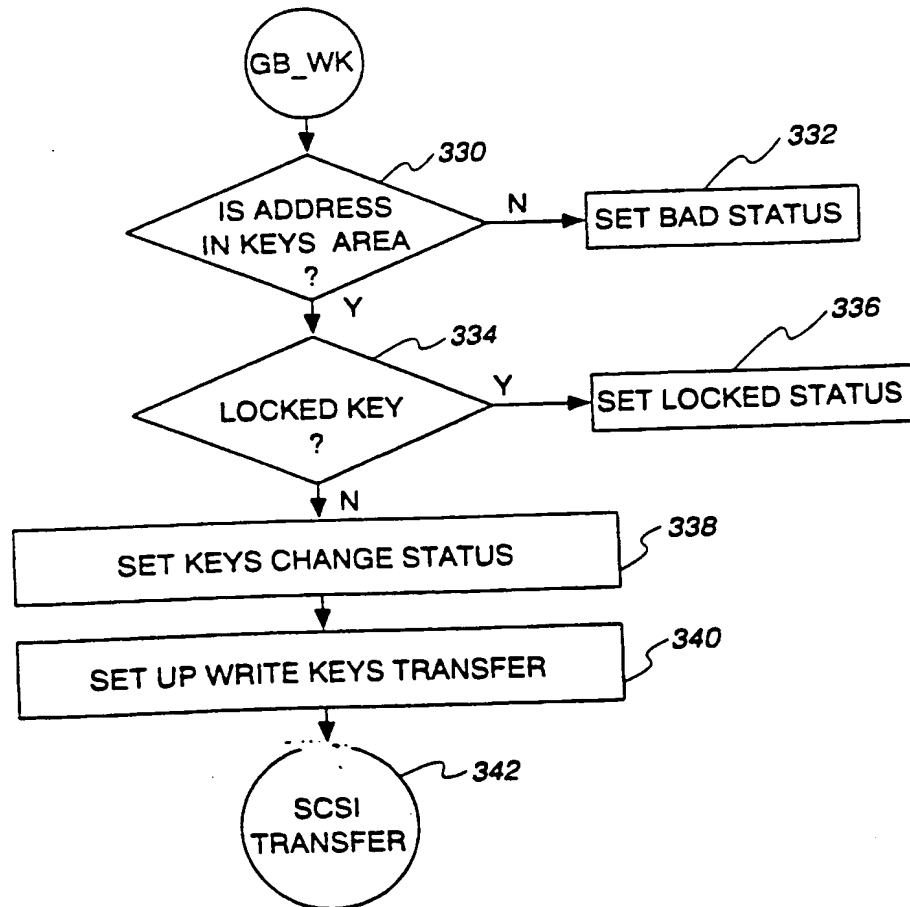 GB_WK
330
IS ADDRESS
IN KEYS AREA
?
N
332
SET BAD STATUS
Y
334
LOCKED KEY
?
Y
336
SET LOCKED STATUS
N
SET KEYS CHANGE STATUS
338
SET UP WRITE KEYS TRANSFER
340
SCSI
TRANSFER
342